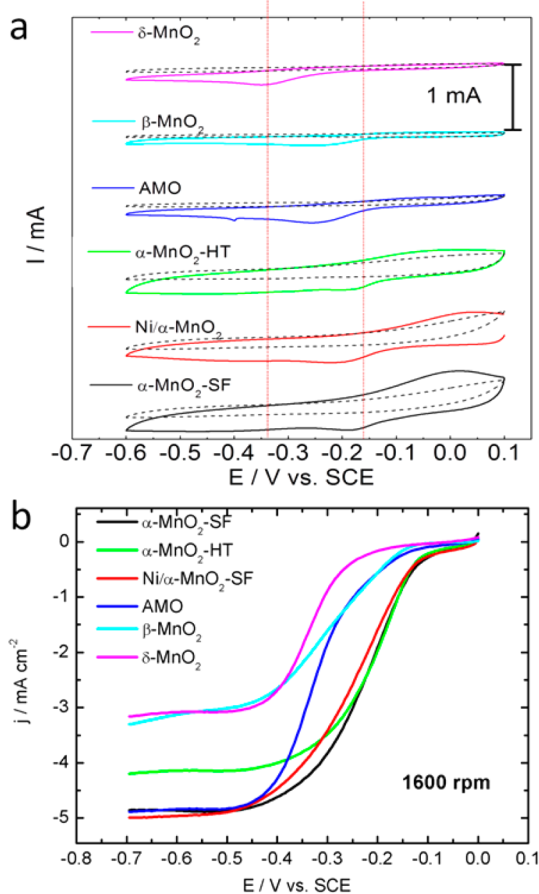 a
δ-MnO₂
1 mA
β-MnO₂
AMO
α-MnO₂-HT
Ni/α-MnO₂
α-MnO₂-SF
I / mA
-0.7 -0.6 -0.5 -0.4 -0.3 -0.2 -0.1 0.0 0.1
E / V vs. SCE
b
α-MnO₂-SF
α-MnO₂-HT
Ni/α-MnO₂-SF
AMO
β-MnO₂
δ-MnO₂
0
-1
-2
-3
-4
-5
j / mA cm⁻²
1600 rpm
-0.8 -0.7 -0.6 -0.5 -0.4 -0.3 -0.2 -0.1 0.0
E / V vs. SCE